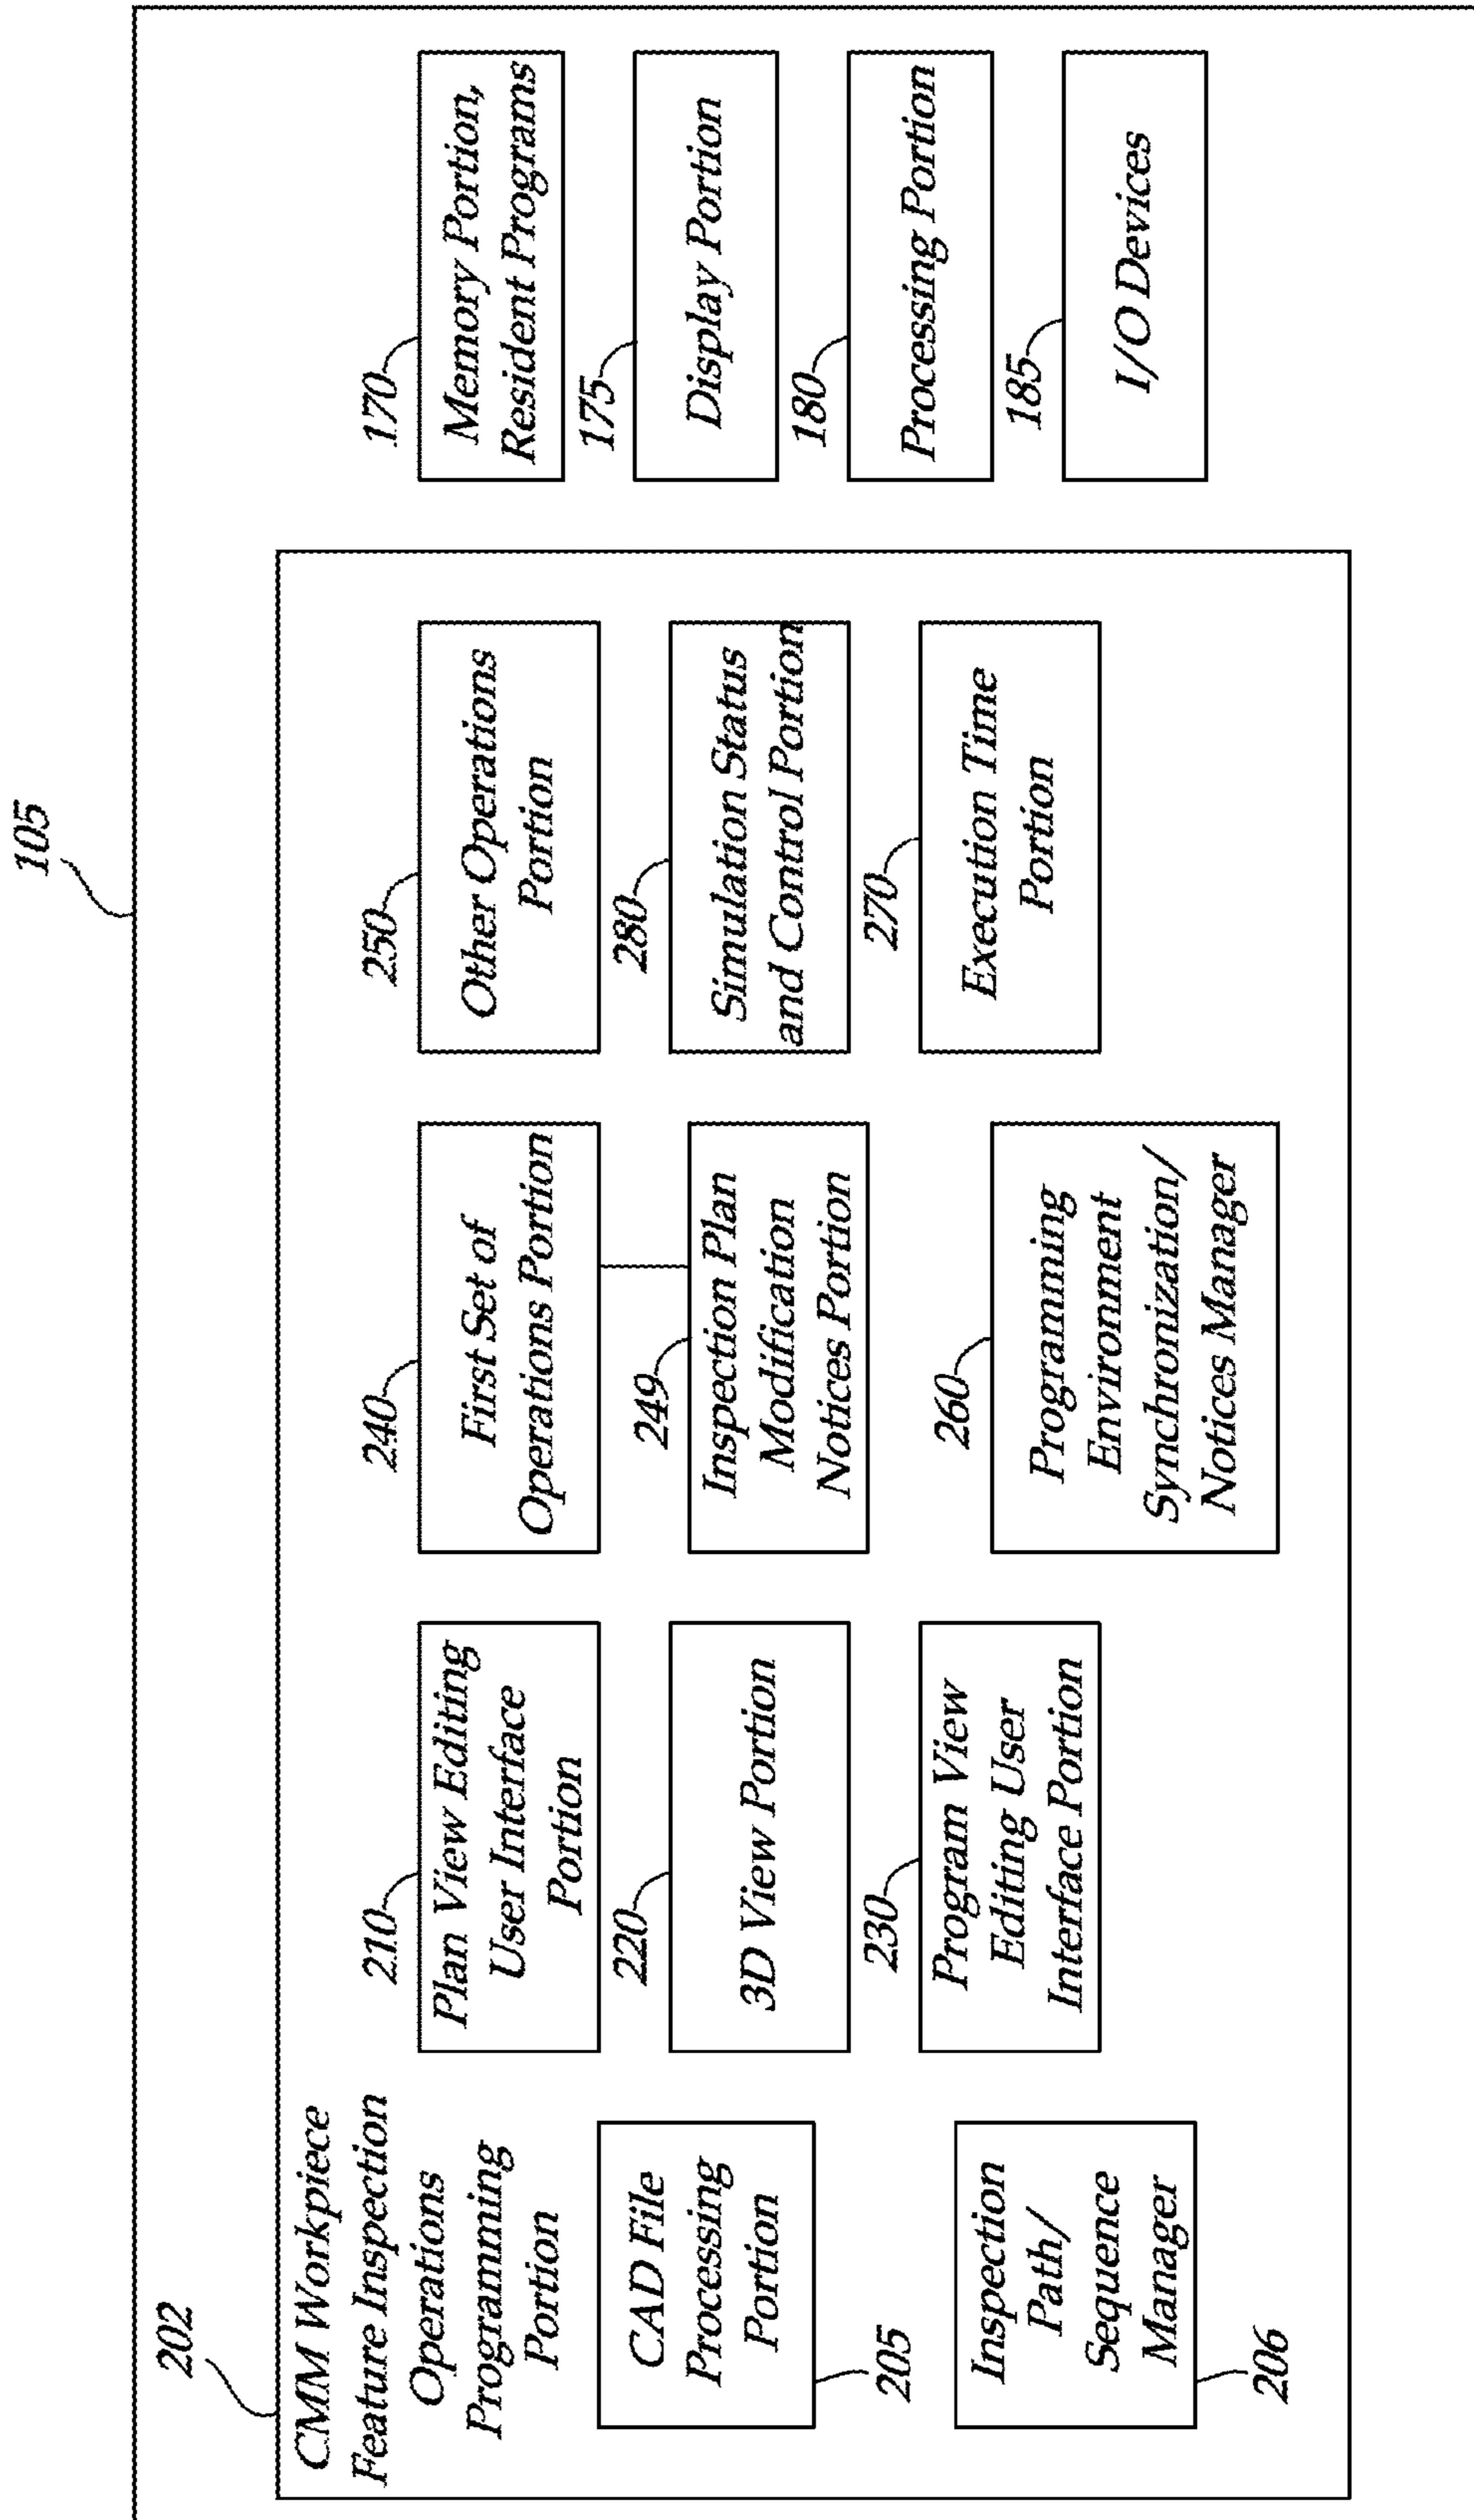 105
202
CMM Workpiece
Feature Inspection
Operations
Programming
Portion
CAD File
Processing
Portion
205
Inspection
Path/
Sequence
Manager
206
210
Plan View Editing
User Interface
Portion
220
3D View Portion
230
Program View
Editing User
Interface Portion
240
First Set of
Operations Portion
249
Inspection Plan
Modification
Notices Portion
260
Programming
Environment
Synchronization/
Notices Manager
250
Other Operations
Portion
280
Simulation Status
and Control Portion
270
Execution Time
Portion
170
Memory Portion,
Resident Programs
175
Display Portion
180
Processing Portion
185
I/O Devices